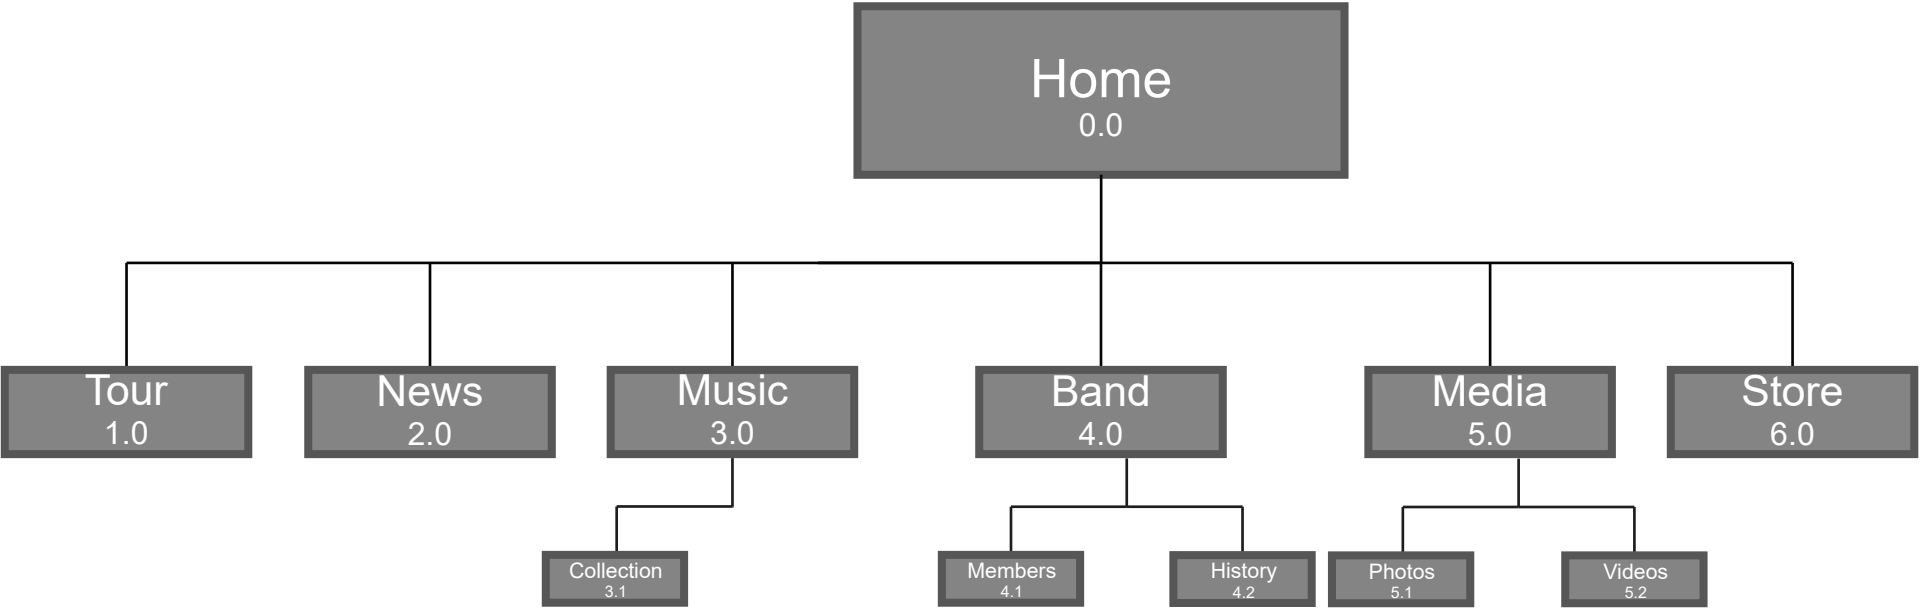 Home
0.0
Tour
1.0
News
2.0
Music
3.0
Band
4.0
Media
5.0
Store
6.0
Collection
3.1
Members
4.1
History
4.2
Photos
5.1
Videos
5.2